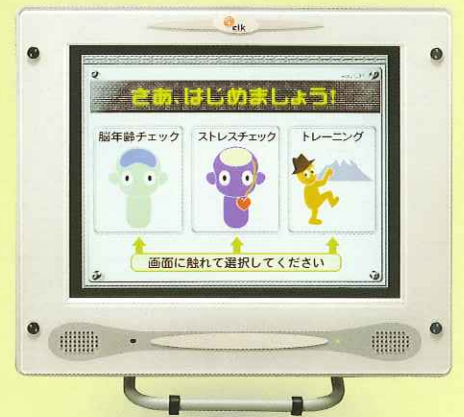 clk
さあ、はじめましょう!
脳年齢チェック
ストレスチェック
トレーニング
画面に触れて選択してください